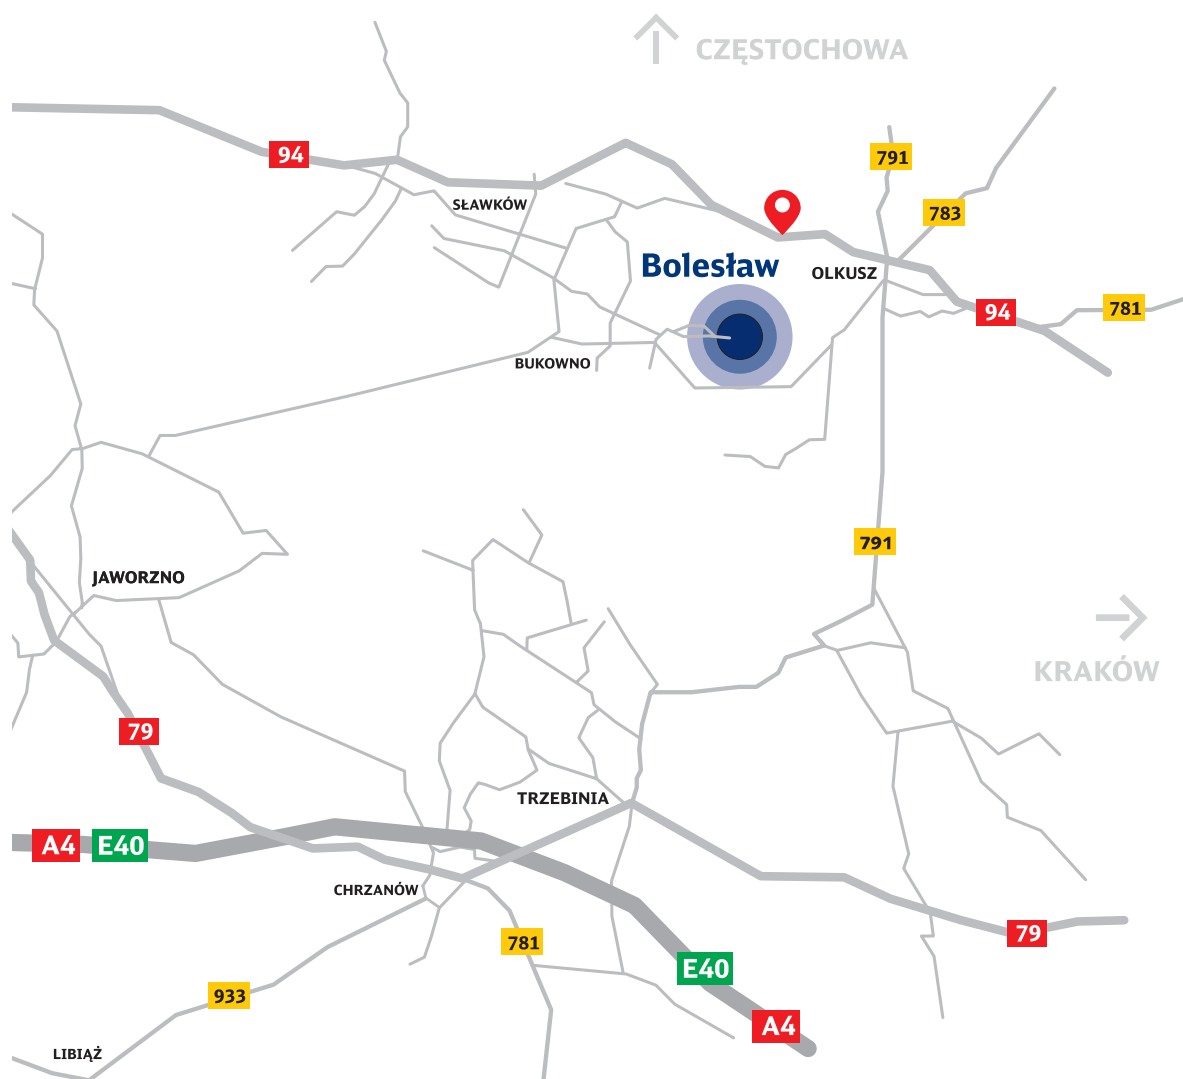 CZĘSTOCHOWA
94
791
SŁAWKÓW
783
Bolesław
OLKUSZ
94
781
BUKOWNO
791
JAWORZNO
KRAKÓW
79
TRZEBINIA
A4
E40
CHRZANÓW
79
781
E40
933
A4
LIBIĄŻ